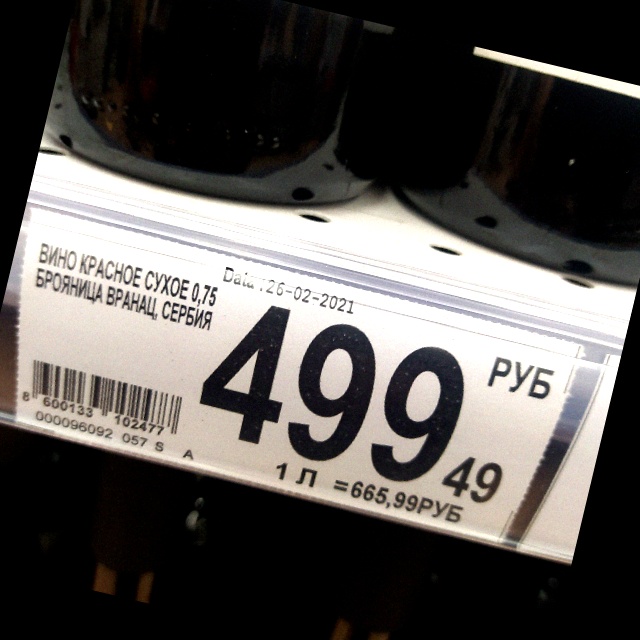 ВИНО КРАСНОЕ СУХОЕ 0,75
БРОЯНИЦА ВРАНАЦ, СЕРБИЯ
Data :26-02-2021
499 49 РУБ
1 Л =665,99РУБ
8 600133 102477
000096092 057 S A